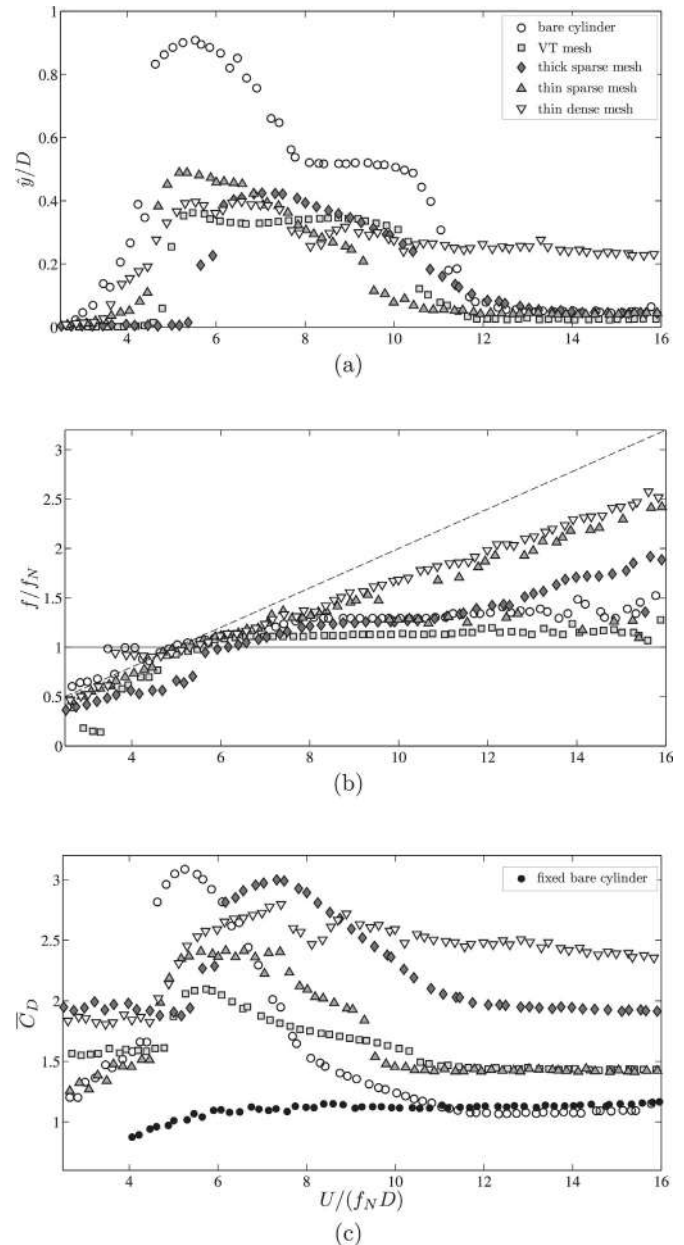 1
0.8
0.6
0.4
0.2
0
ŷ/D
bare cylinder
VT mesh
thick sparse mesh
thin sparse mesh
thin dense mesh
4 6 8 10 12 14 16
(a)
3
2.5
2
1.5
1
0.5
0
f/f_N
4 6 8 10 12 14 16
(b)
3
2.5
2
1.5
1
C̅_D
fixed bare cylinder
4 6 8 10 12 14 16
U/(f_N D)
(c)